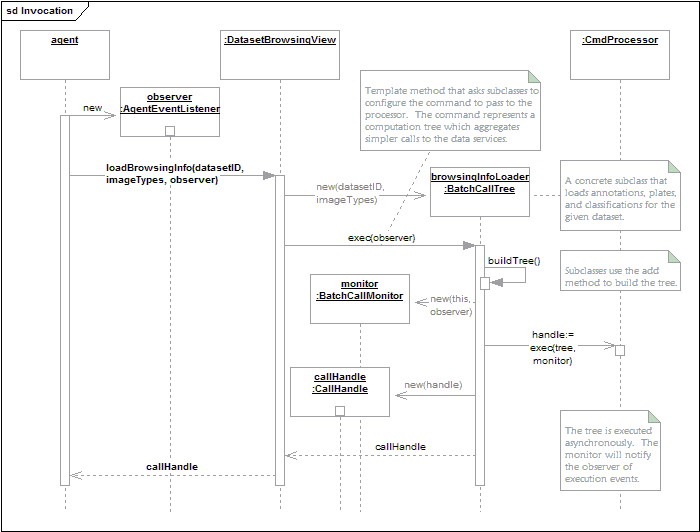 sd Invocation
agent
:DatasetBrowsingView
:CmdProcessor
Template method that asks subclasses to
configure the command to pass to the
processor. The command represents a
computation tree which aggregates
simpler calls to the data services.
new
observer
:AgentEventListener
loadBrowsingInfo(datasetID,
imageTypes, observer)
new(datasetID,
imageTypes)
browsingInfoLoader
:BatchCallTree
A concrete subclass that
loads annotations, plates,
and classifications for the
given dataset.
exec(observer)
buildTree()
Subclasses use the add
method to build the tree.
monitor
:BatchCallMonitor
new(this,
observer)
handle:=
exec(tree,
monitor)
callHandle
:CallHandle
new(handle)
The tree is executed
asynchronously. The
monitor will notify
the observer of
execution events.
callHandle
callHandle